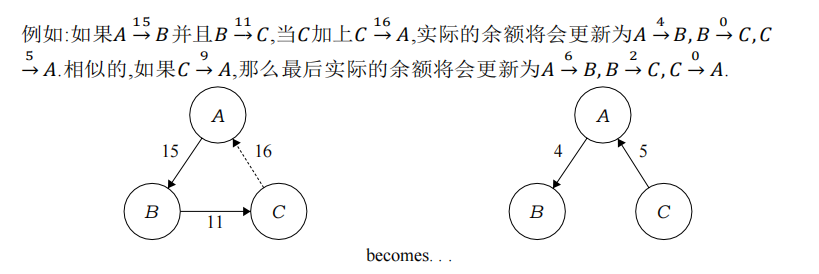 例如:如果A →15 B并且B →11 C,当C加上C →16 A,实际的余额将会更新为A →4 B,B →0 C,C
→5 A.相似的,如果C →9 A,那么最后实际的余额将会更新为A →6 B,B →2 C,C →0 A.
A A
15 16 4 5
B 11 C B C
becomes. . .